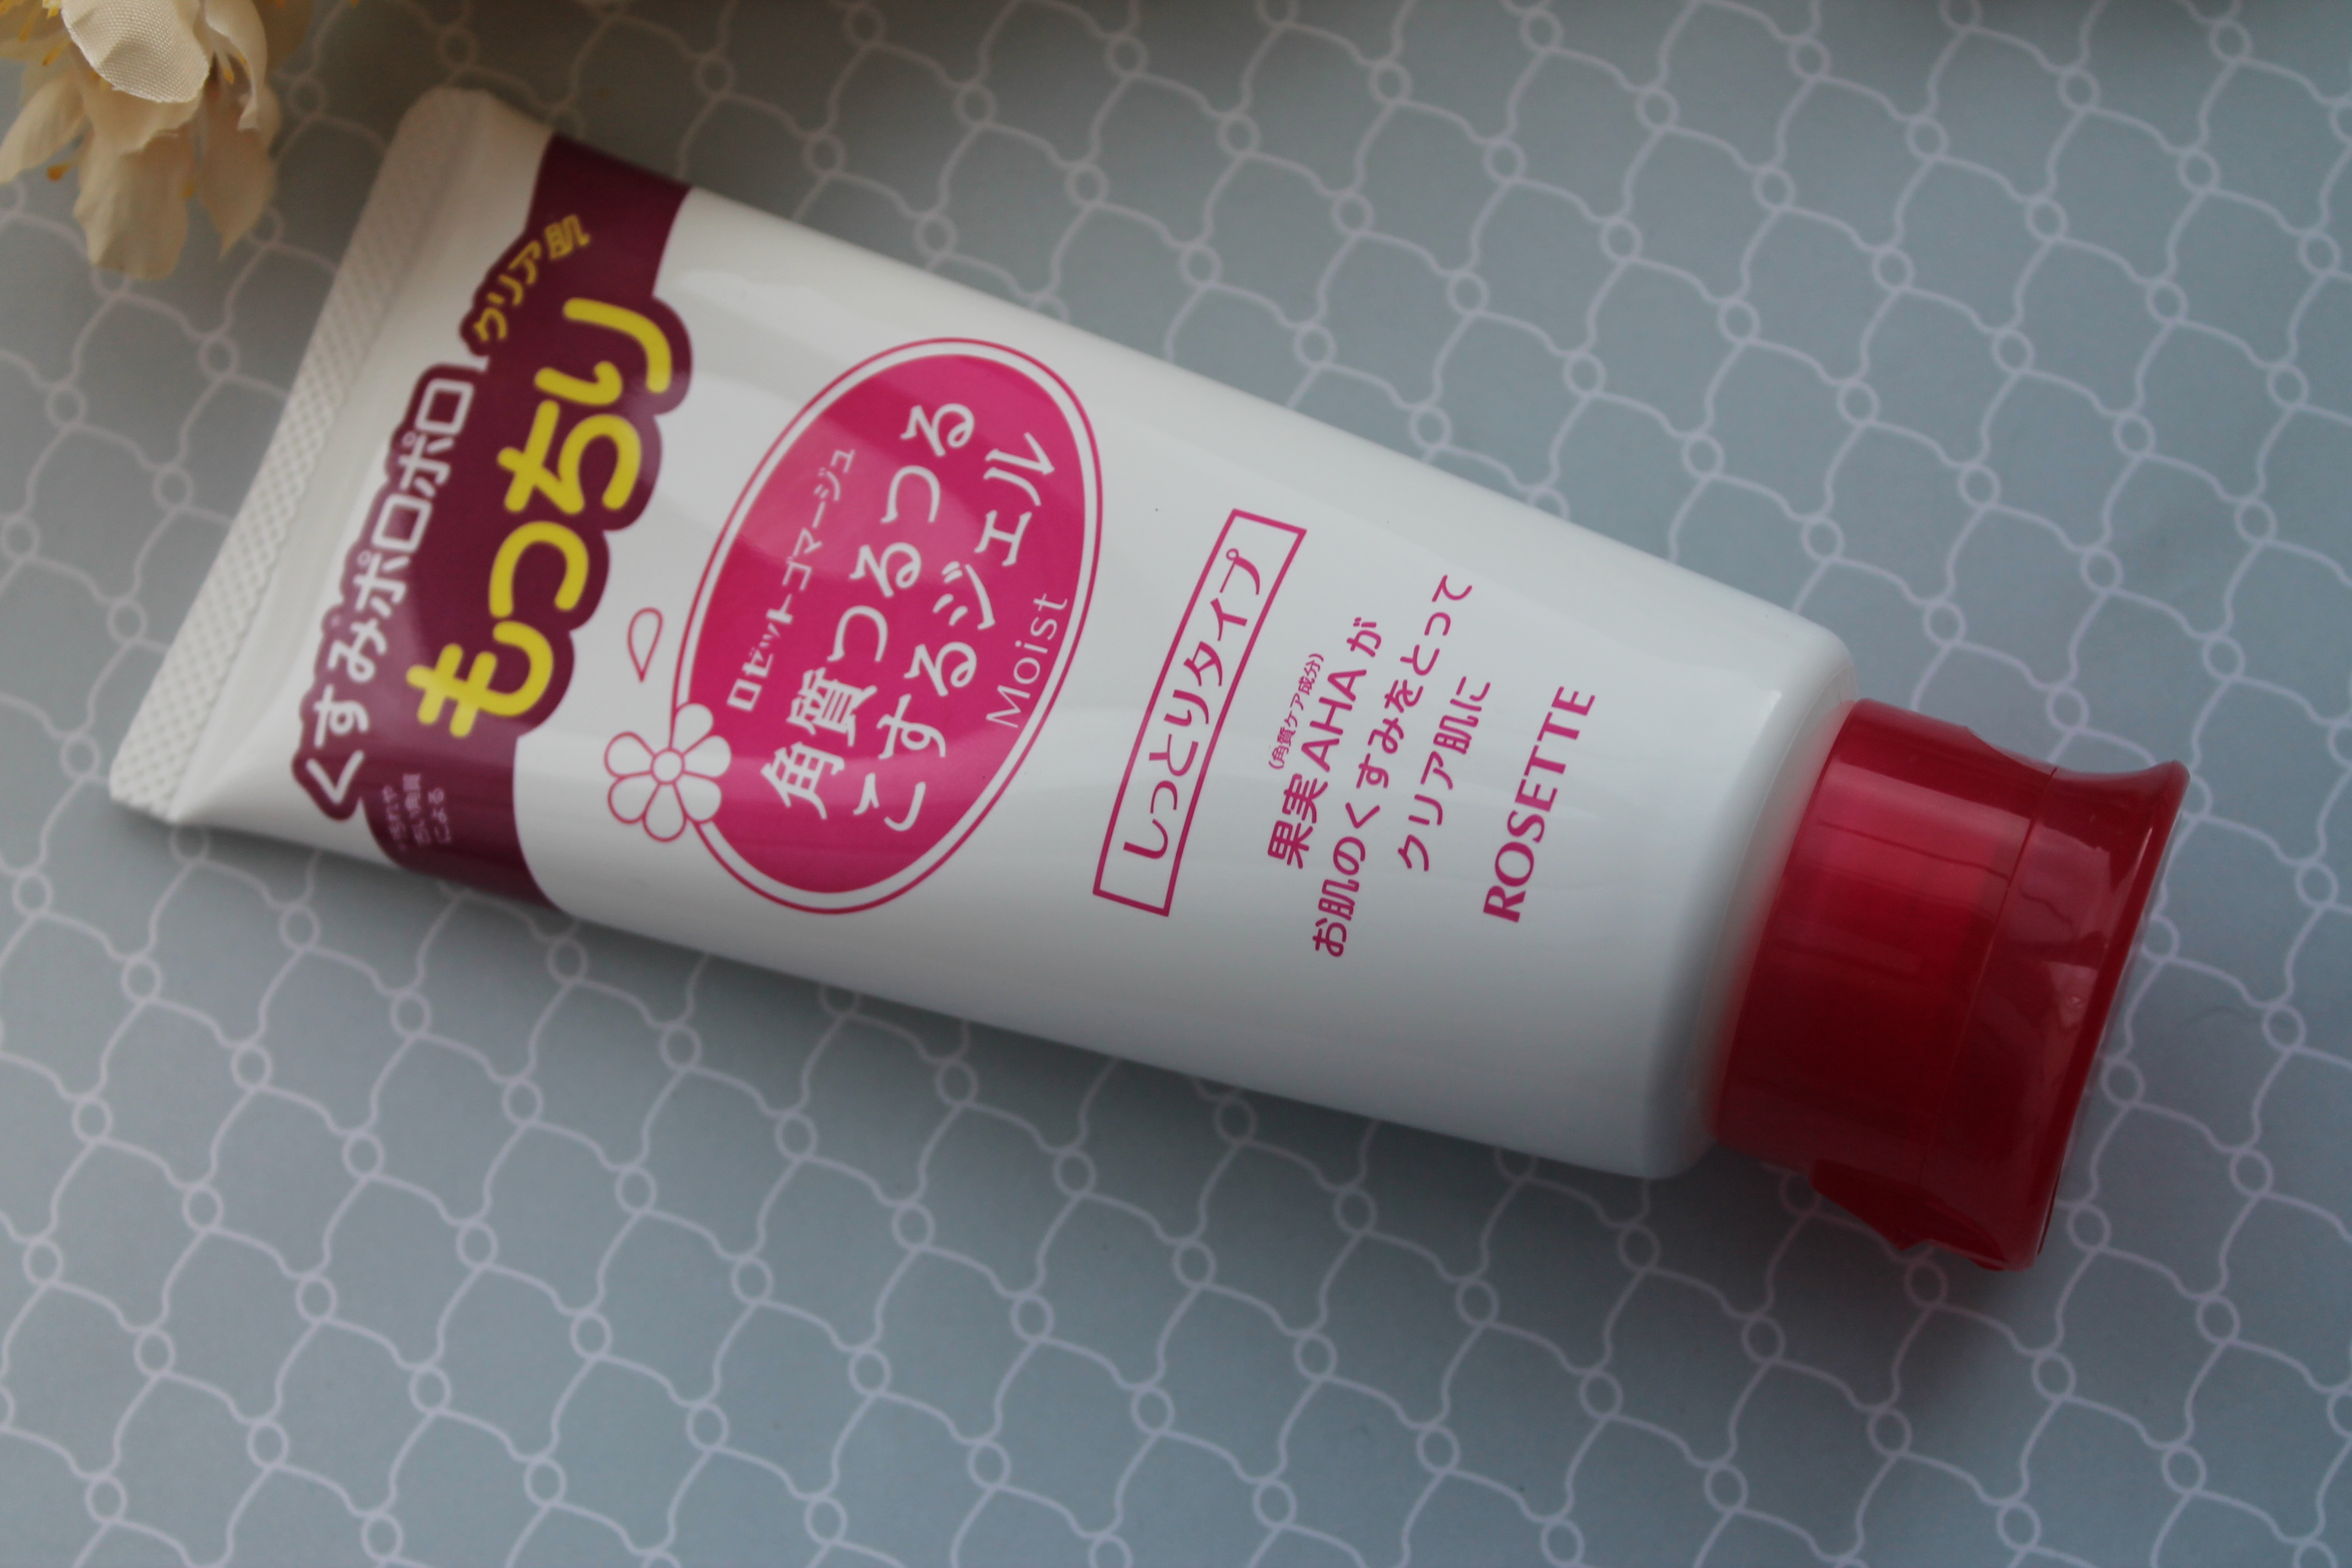 くすみポロポロ
クリア肌
もっちり
ロゼットゴマージュ
角質つるつる
こするジェル
Moist
しっとりタイプ
(角質ケア成分)
果実AHAが
お肌のくすみをとって
クリア肌に
ROSETTE